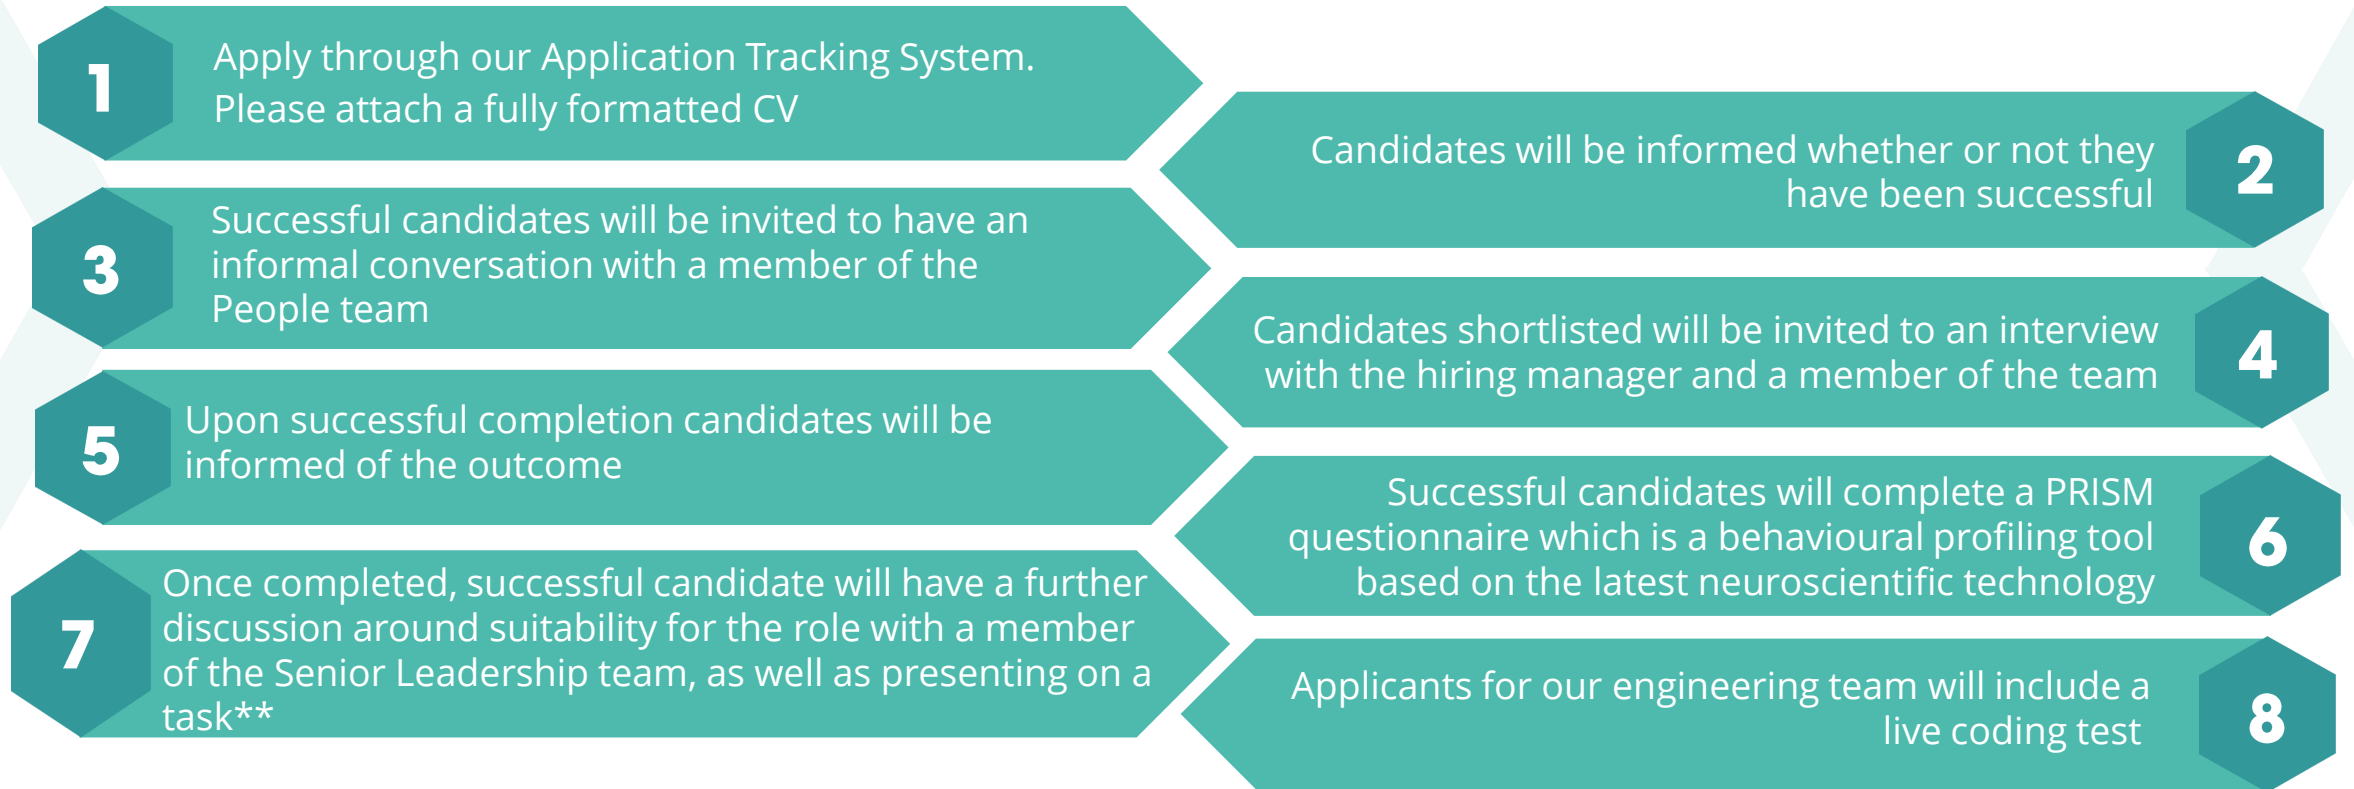 1
Apply through our Application Tracking System.
Please attach a fully formatted CV
2
Candidates will be informed whether or not they
have been successful
3
Successful candidates will be invited to have an
informal conversation with a member of the
People team
4
Candidates shortlisted will be invited to an interview
with the hiring manager and a member of the team
5
Upon successful completion candidates will be
informed of the outcome
6
Successful candidates will complete a PRISM
questionnaire which is a behavioural profiling tool
based on the latest neuroscientific technology
7
Once completed, successful candidate will have a further
discussion around suitability for the role with a member
of the Senior Leadership team, as well as presenting on a
task**
8
Applicants for our engineering team will include a
live coding test